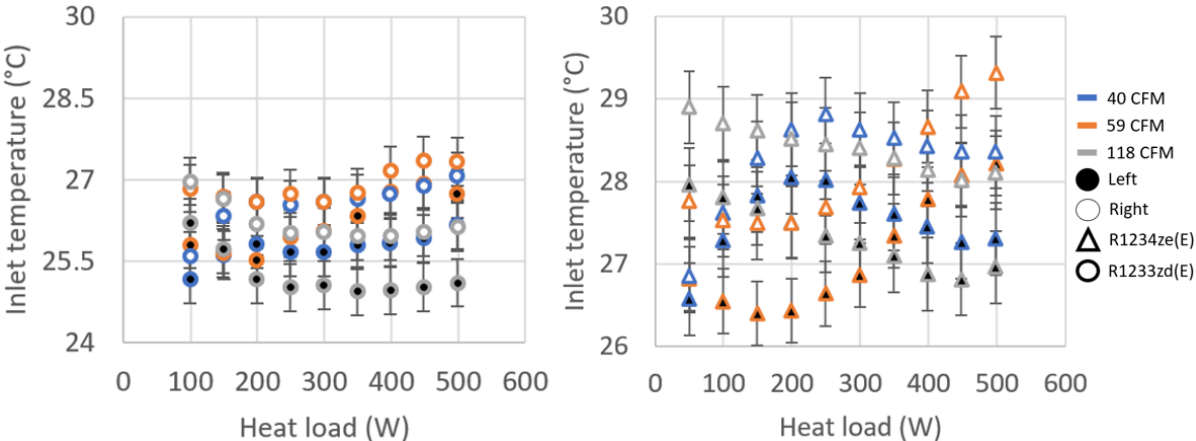 30
28.5
27
25.5
24
Inlet temperature (°C)
0 100 200 300 400 500 600
Heat load (W)
30
29
28
27
26
Inlet temperature (°C)
0 100 200 300 400 500 600
Heat load (W)
40 CFM
59 CFM
118 CFM
Left
Right
R1234ze(E)
R1233zd(E)